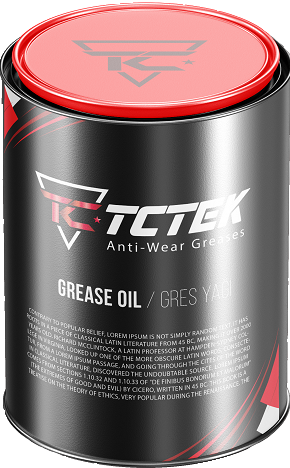 TC
TC
TCTEK
Anti-Wear Greases
GREASE OIL / GRES YAĞI
CONTRARY TO POPULAR BELIEF, LOREM IPSUM IS NOT SIMPLY RANDOM TEXT. IT HAS
ROOTS IN A PIECE OF CLASSICAL LATIN LITERATURE FROM 45 BC, MAKING IT OVER 2000
YEARS OLD. RICHARD MCCLINTOCK, A LATIN PROFESSOR AT HAMPDEN-
VIRGINIA, LOOKED UP ONE OF THE MORE OBSCURE LATIN WORDS,
FROM A LOREM IPSUM PASSAGE, AND GOING THROUGH THE CITES OF THE WORD
LITERATURE, DISCOVERED THE UNDOUBTABLE SOURCE. LOREM IPSUM
COMES FROM SECTIONS 1.10.32 AND 1.10.33 OF "DE FINIBUS BONORUM ET MALORUM"
(THE EXTREMES OF GOOD AND EVIL) BY CICERO, WRITTEN IN 45 BC. THIS BOOK IS A
TREATISE ON THE THEORY OF ETHICS, VERY POPULAR DURING THE RENAISSANCE. THE